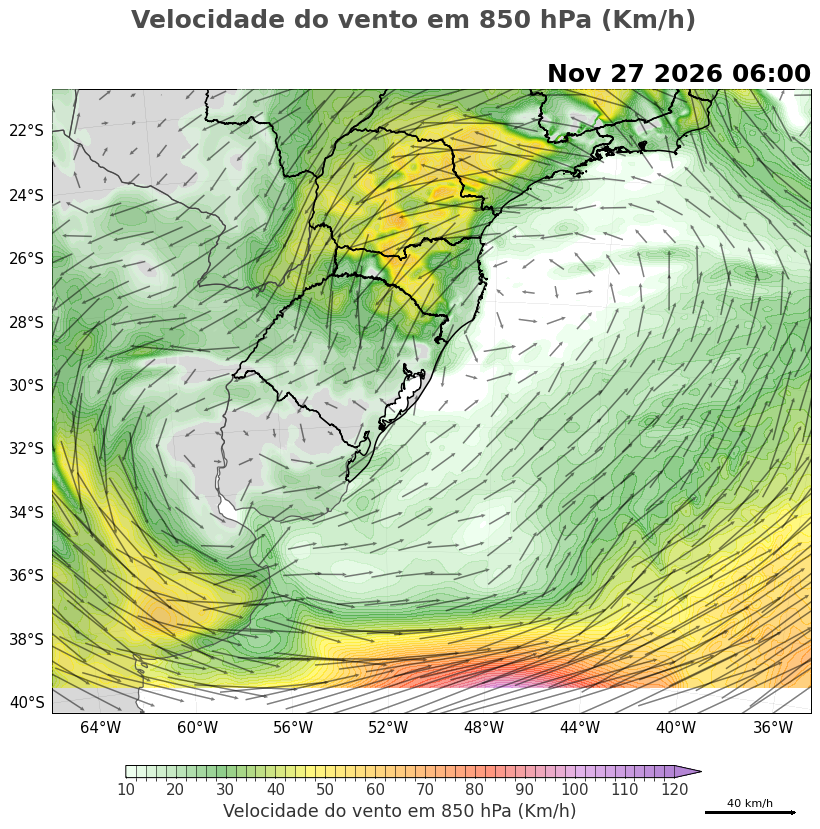 Velocidade do vento em 850 hPa (Km/h)
Nov 27 2026 06:00
22°S
24°S
26°S
28°S
30°S
32°S
34°S
36°S
38°S
40°S
64°W 60°W 56°W 52°W 48°W 44°W 40°W 36°W
10 20 30 40 50 60 70 80 90 100 110 120
Velocidade do vento em 850 hPa (Km/h)
40 km/h